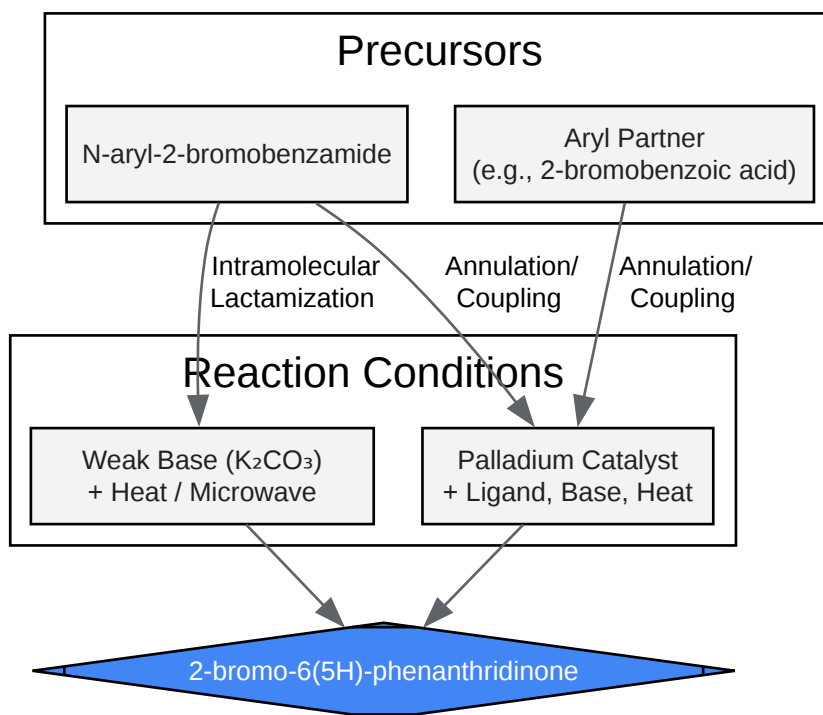 Precursors
N-aryl-2-bromobenzamide
Aryl Partner
(e.g., 2-bromobenzoic acid)
Intramolecular
Lactamization
Annulation/
Coupling
Annulation/
Coupling
Reaction Conditions
Weak Base (K₂CO₃)
+ Heat / Microwave
Palladium Catalyst
+ Ligand, Base, Heat
2-bromo-6(5H)-phenanthridinone